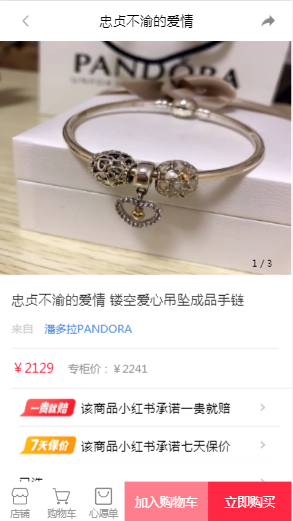 忠贞不渝的爱情
PANDORA
1 / 3
忠贞不渝的爱情 镂空爱心吊坠成品手链
来自 潘多拉PANDORA
￥2129 专柜价：￥2241
一贵就赔 该商品小红书承诺一贵就赔
7天保价 该商品小红书承诺七天保价
店铺 购物车 心愿单 加入购物车 立即购买